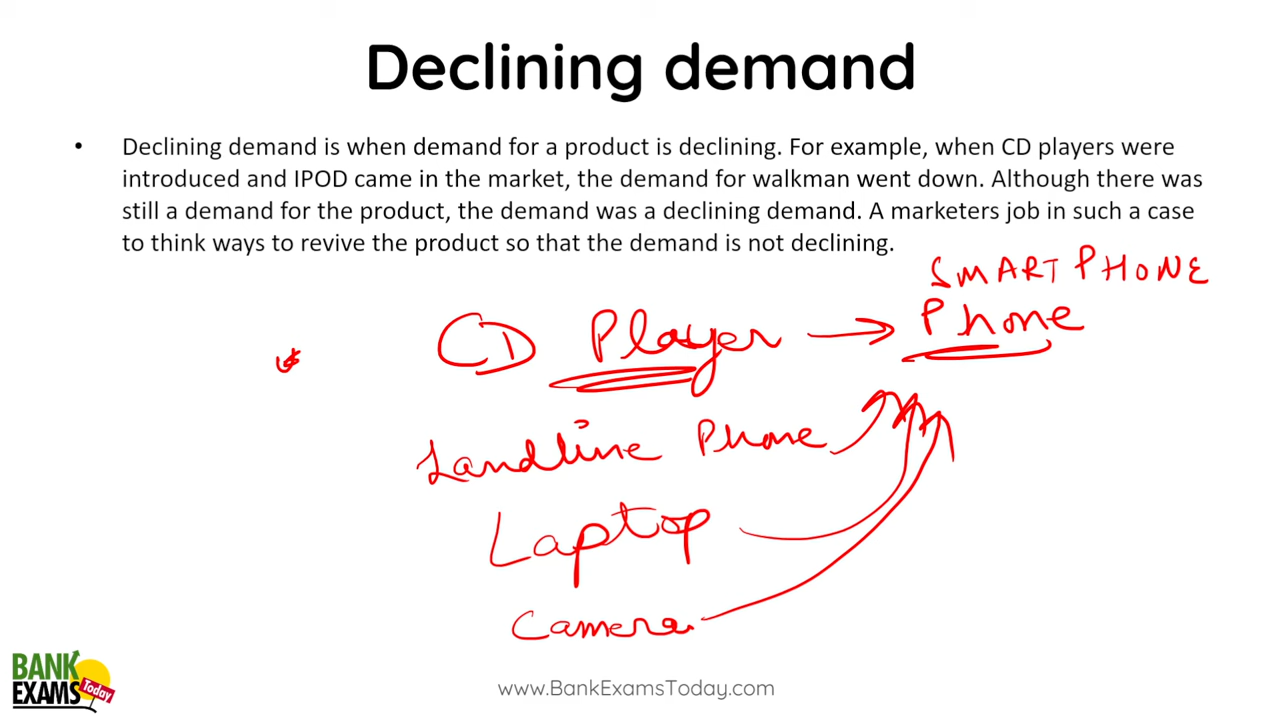 Declining demand
• Declining demand is when demand for a product is declining. For example, when CD players were
introduced and IPOD came in the market, the demand for walkman went down. Although there was
still a demand for the product, the demand was a declining demand. A marketers job in such a case
to think ways to revive the product so that the demand is not declining.
SMART PHONE
CD Player → Phone
Landline Phone
Laptop
Camera
BANK
EXAMS
Today
www.BankExamsToday.com